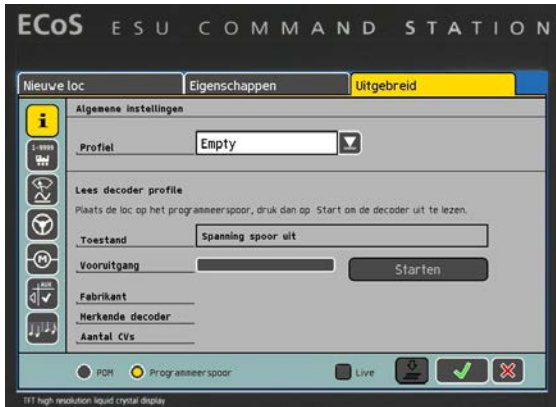 ECoS ESU COMMAND STATION
Nieuwe loc Eigenschappen Uitgebreid
i
Algemene instellingen
1-9999
Profiel Empty
Lees decoder profile
Plaats de loc op het programmeerspoor, druk dan op Start om de decoder uit te lezen.
Toestand Spanning spoor uit
M
Vooruitgang Starten
AUX
Fabrikant
Merkende decoder
Aantal CVs
POM Programmeerspoor Live
TFT high resolution liquid crystal display